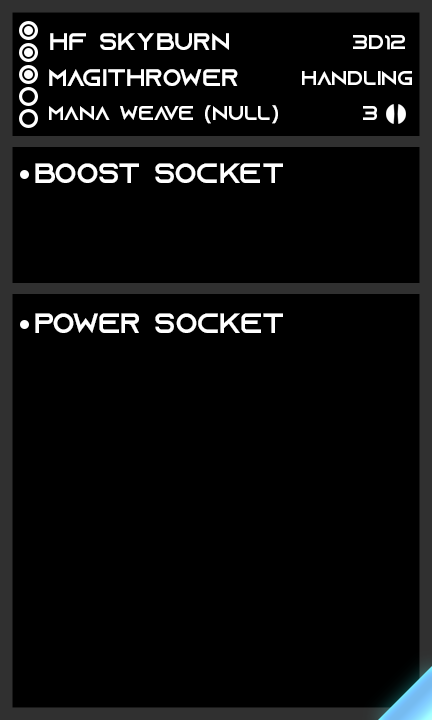 HF SKYBURN 3D12
MAGITHROWER HANDLING
MANA WEAVE (NULL) 3
• BOOST SOCKET
• POWER SOCKET